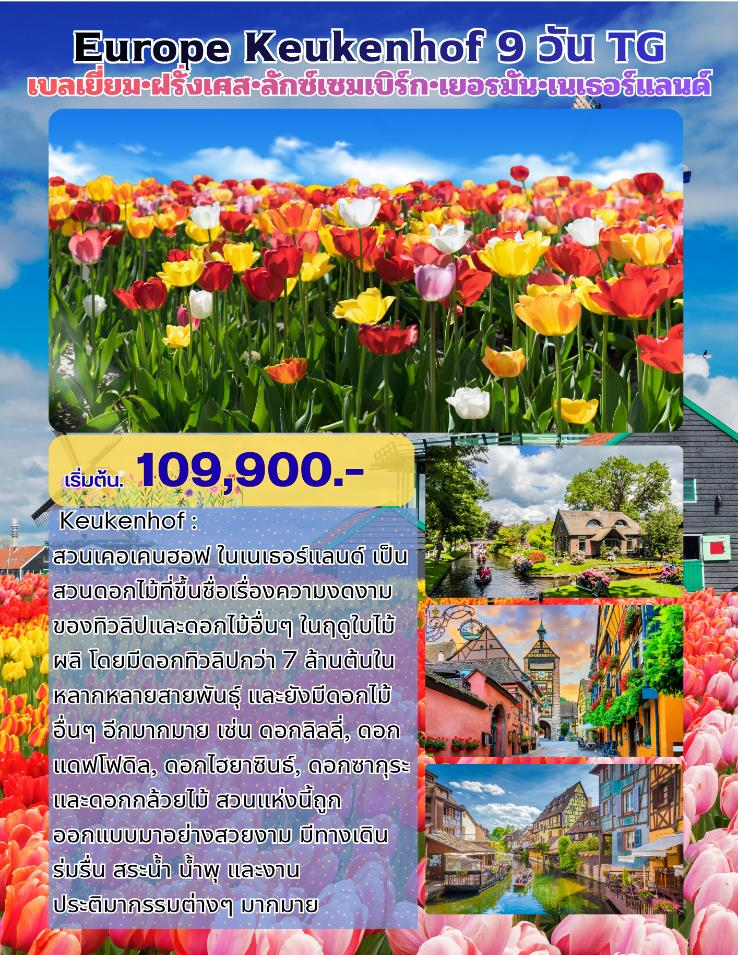 Europe Keukenhof 9 วัน TG
เบลเยี่ยม•ฝรั่งเศส•ลักซ์เซมเบิร์ก•เยอรมัน•เนเธอร์แลนด์
เริ่มต้น. 109,900.-
Keukenhof :
สวนเคอเคนฮอฟ ในเนเธอร์แลนด์ เป็น
สวนดอกไม้ที่ขึ้นชื่อเรื่องความงดงาม
ของทิวลิปและดอกไม้อื่นๆ ในฤดูใบไม้
ผลิ โดยมีดอกทิวลิปกว่า 7 ล้านต้นใน
หลากหลายสายพันธุ์ และยังมีดอกไม้
อื่นๆ อีกมากมาย เช่น ดอกลิลลี่, ดอก
แดฟโฟดิล, ดอกไฮยาซินธ์, ดอกซากุระ
และดอกกล้วยไม้ สวนแห่งนี้ถูก
ออกแบบมาอย่างสวยงาม มีทางเดิน
ร่มรื่น สระน้ำ น้ำพุ และงาน
ประติมากรรมต่างๆ มากมาย